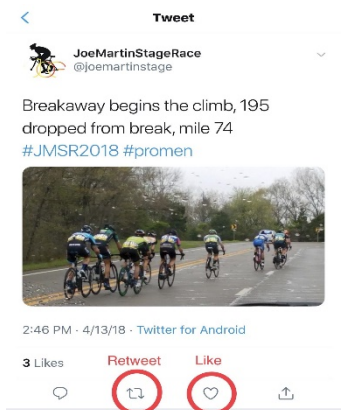 Tweet
JoeMartinStageRace
@joemartinstage
Breakaway begins the climb, 195
dropped from break, mile 74
#JMSR2018 #promen
2:46 PM · 4/13/18 · Twitter for Android
3 Likes
Retweet
Like